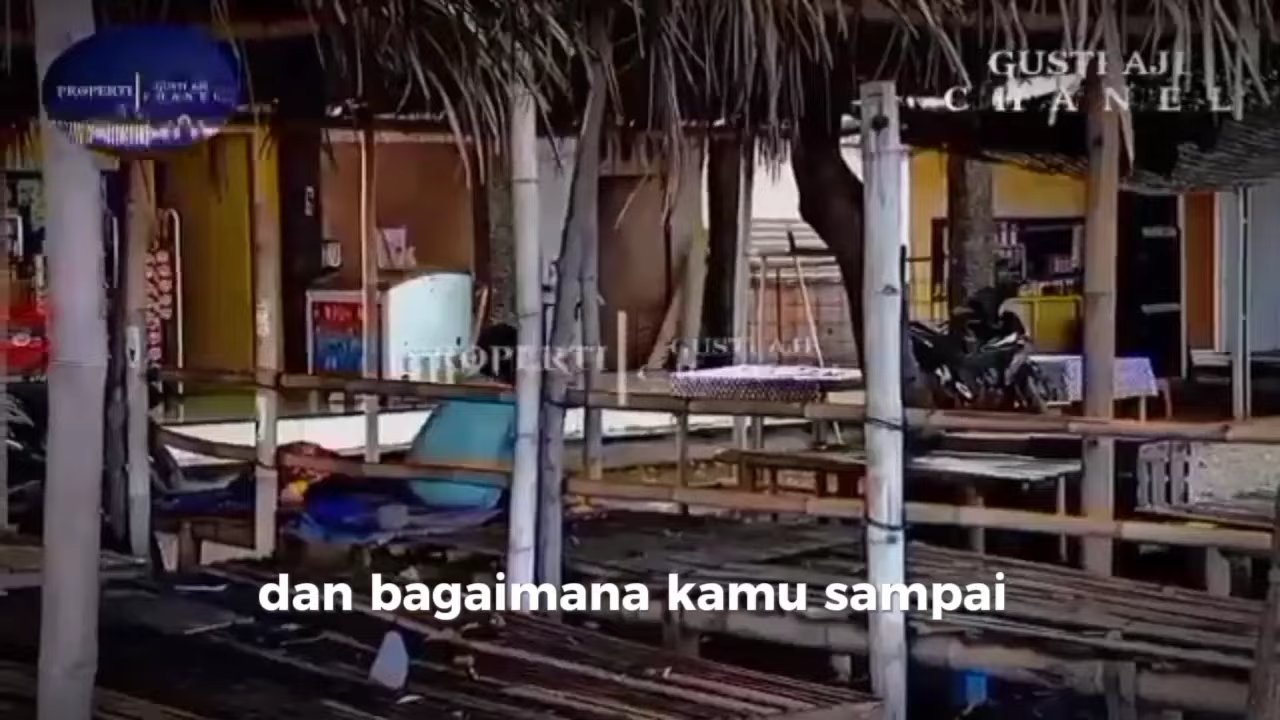 PROPERTI
GUSTI AJI
CHANEL
GUSTI AJI
CHANEL
PROPERTI
GUSTI AJI
dan bagaimana kamu sampai